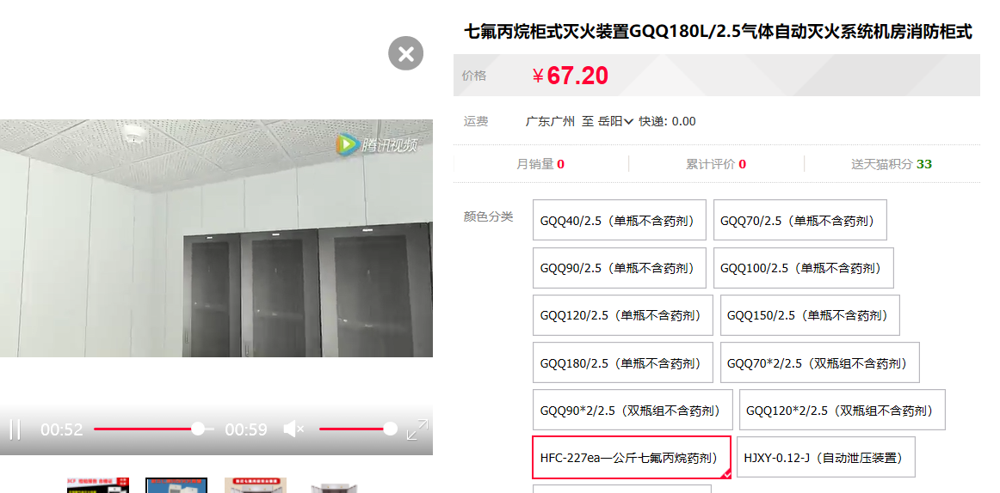 七氟丙烷柜式灭火装置GQQ180L/2.5气体自动灭火系统机房消防柜式
价格 ¥67.20
运费 广东广州 至 岳阳 快递: 0.00
月销量 0 累计评价 0 送天猫积分 33
颜色分类
GQQ40/2.5（单瓶不含药剂） GQQ70/2.5（单瓶不含药剂）
GQQ90/2.5（单瓶不含药剂） GQQ100/2.5（单瓶不含药剂）
GQQ120/2.5（单瓶不含药剂） GQQ150/2.5（单瓶不含药剂）
GQQ180/2.5（单瓶不含药剂） GQQ70*2/2.5（双瓶组不含药剂）
GQQ90*2/2.5（双瓶组不含药剂） GQQ120*2/2.5（双瓶组不含药剂）
HFC-227ea—公斤七氟丙烷药剂） HJXY-0.12-J（自动泄压装置）
腾讯视频
00:52 00:59